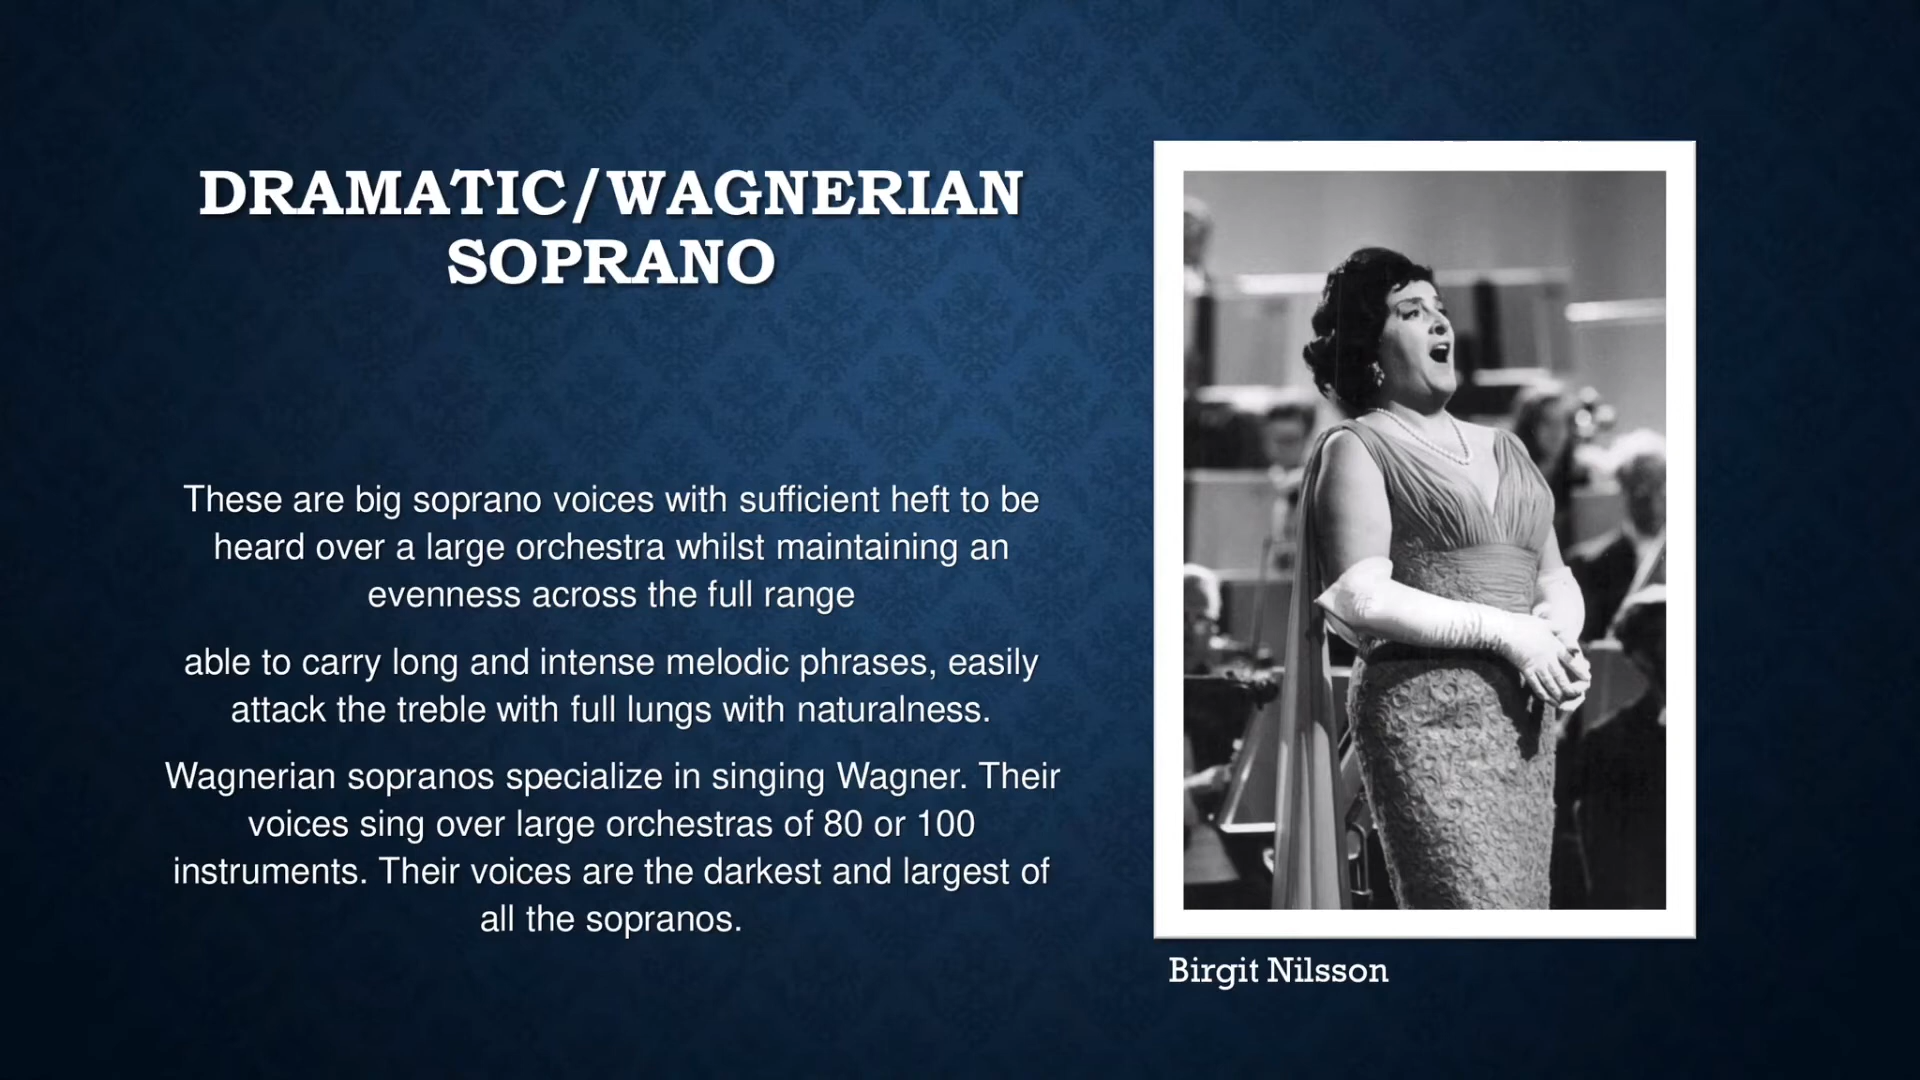 DRAMATIC/WAGNERIAN
SOPRANO
These are big soprano voices with sufficient heft to be
heard over a large orchestra whilst maintaining an
evenness across the full range
able to carry long and intense melodic phrases, easily
attack the treble with full lungs with naturalness.
Wagnerian sopranos specialize in singing Wagner. Their
voices sing over large orchestras of 80 or 100
instruments. Their voices are the darkest and largest of
all the sopranos.
Birgit Nilsson